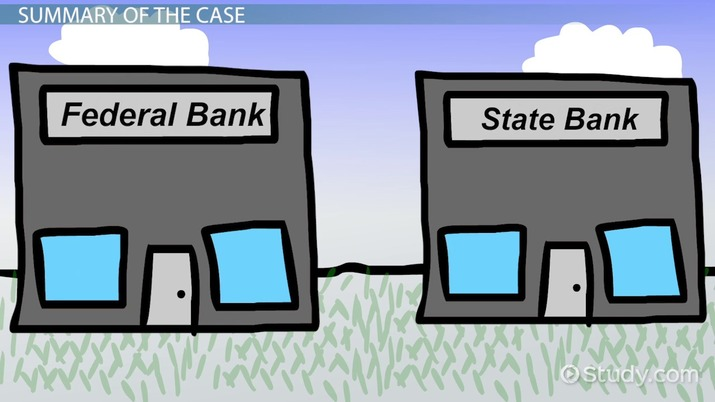 SUMMARY OF THE CASE
Federal Bank
State Bank
Study.com